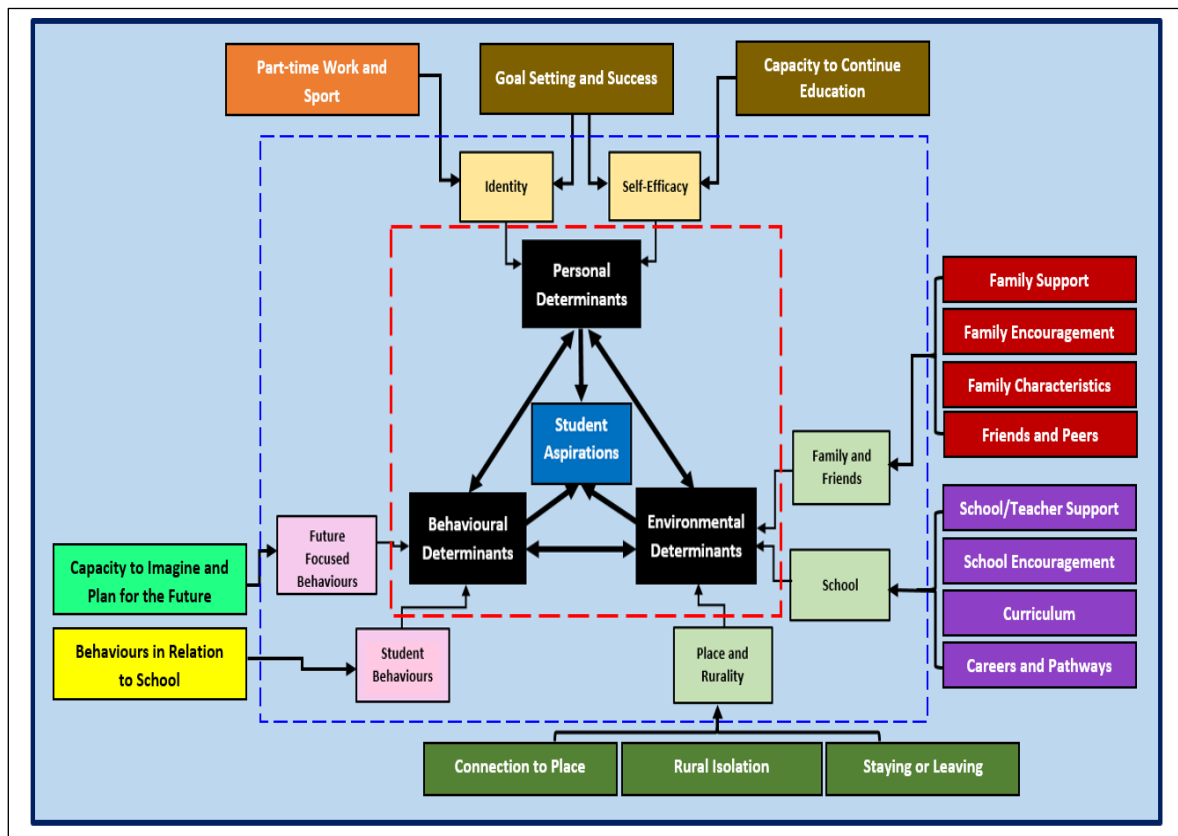 Part-time Work and
Sport
Goal Setting and Success
Capacity to Continue
Education
Identity
Self-Efficacy
Personal
Determinants
Family Support
Family Encouragement
Family Characteristics
Friends and Peers
Student
Aspirations
Family and
Friends
Behavioural
Determinants
Environmental
Determinants
School/Teacher Support
School Encouragement
Curriculum
Careers and Pathways
Future
Focused
Behaviours
School
Capacity to Imagine and
Plan for the Future
Behaviours in Relation
to School
Student
Behaviours
Place and
Rurality
Connection to Place
Rural Isolation
Staying or Leaving